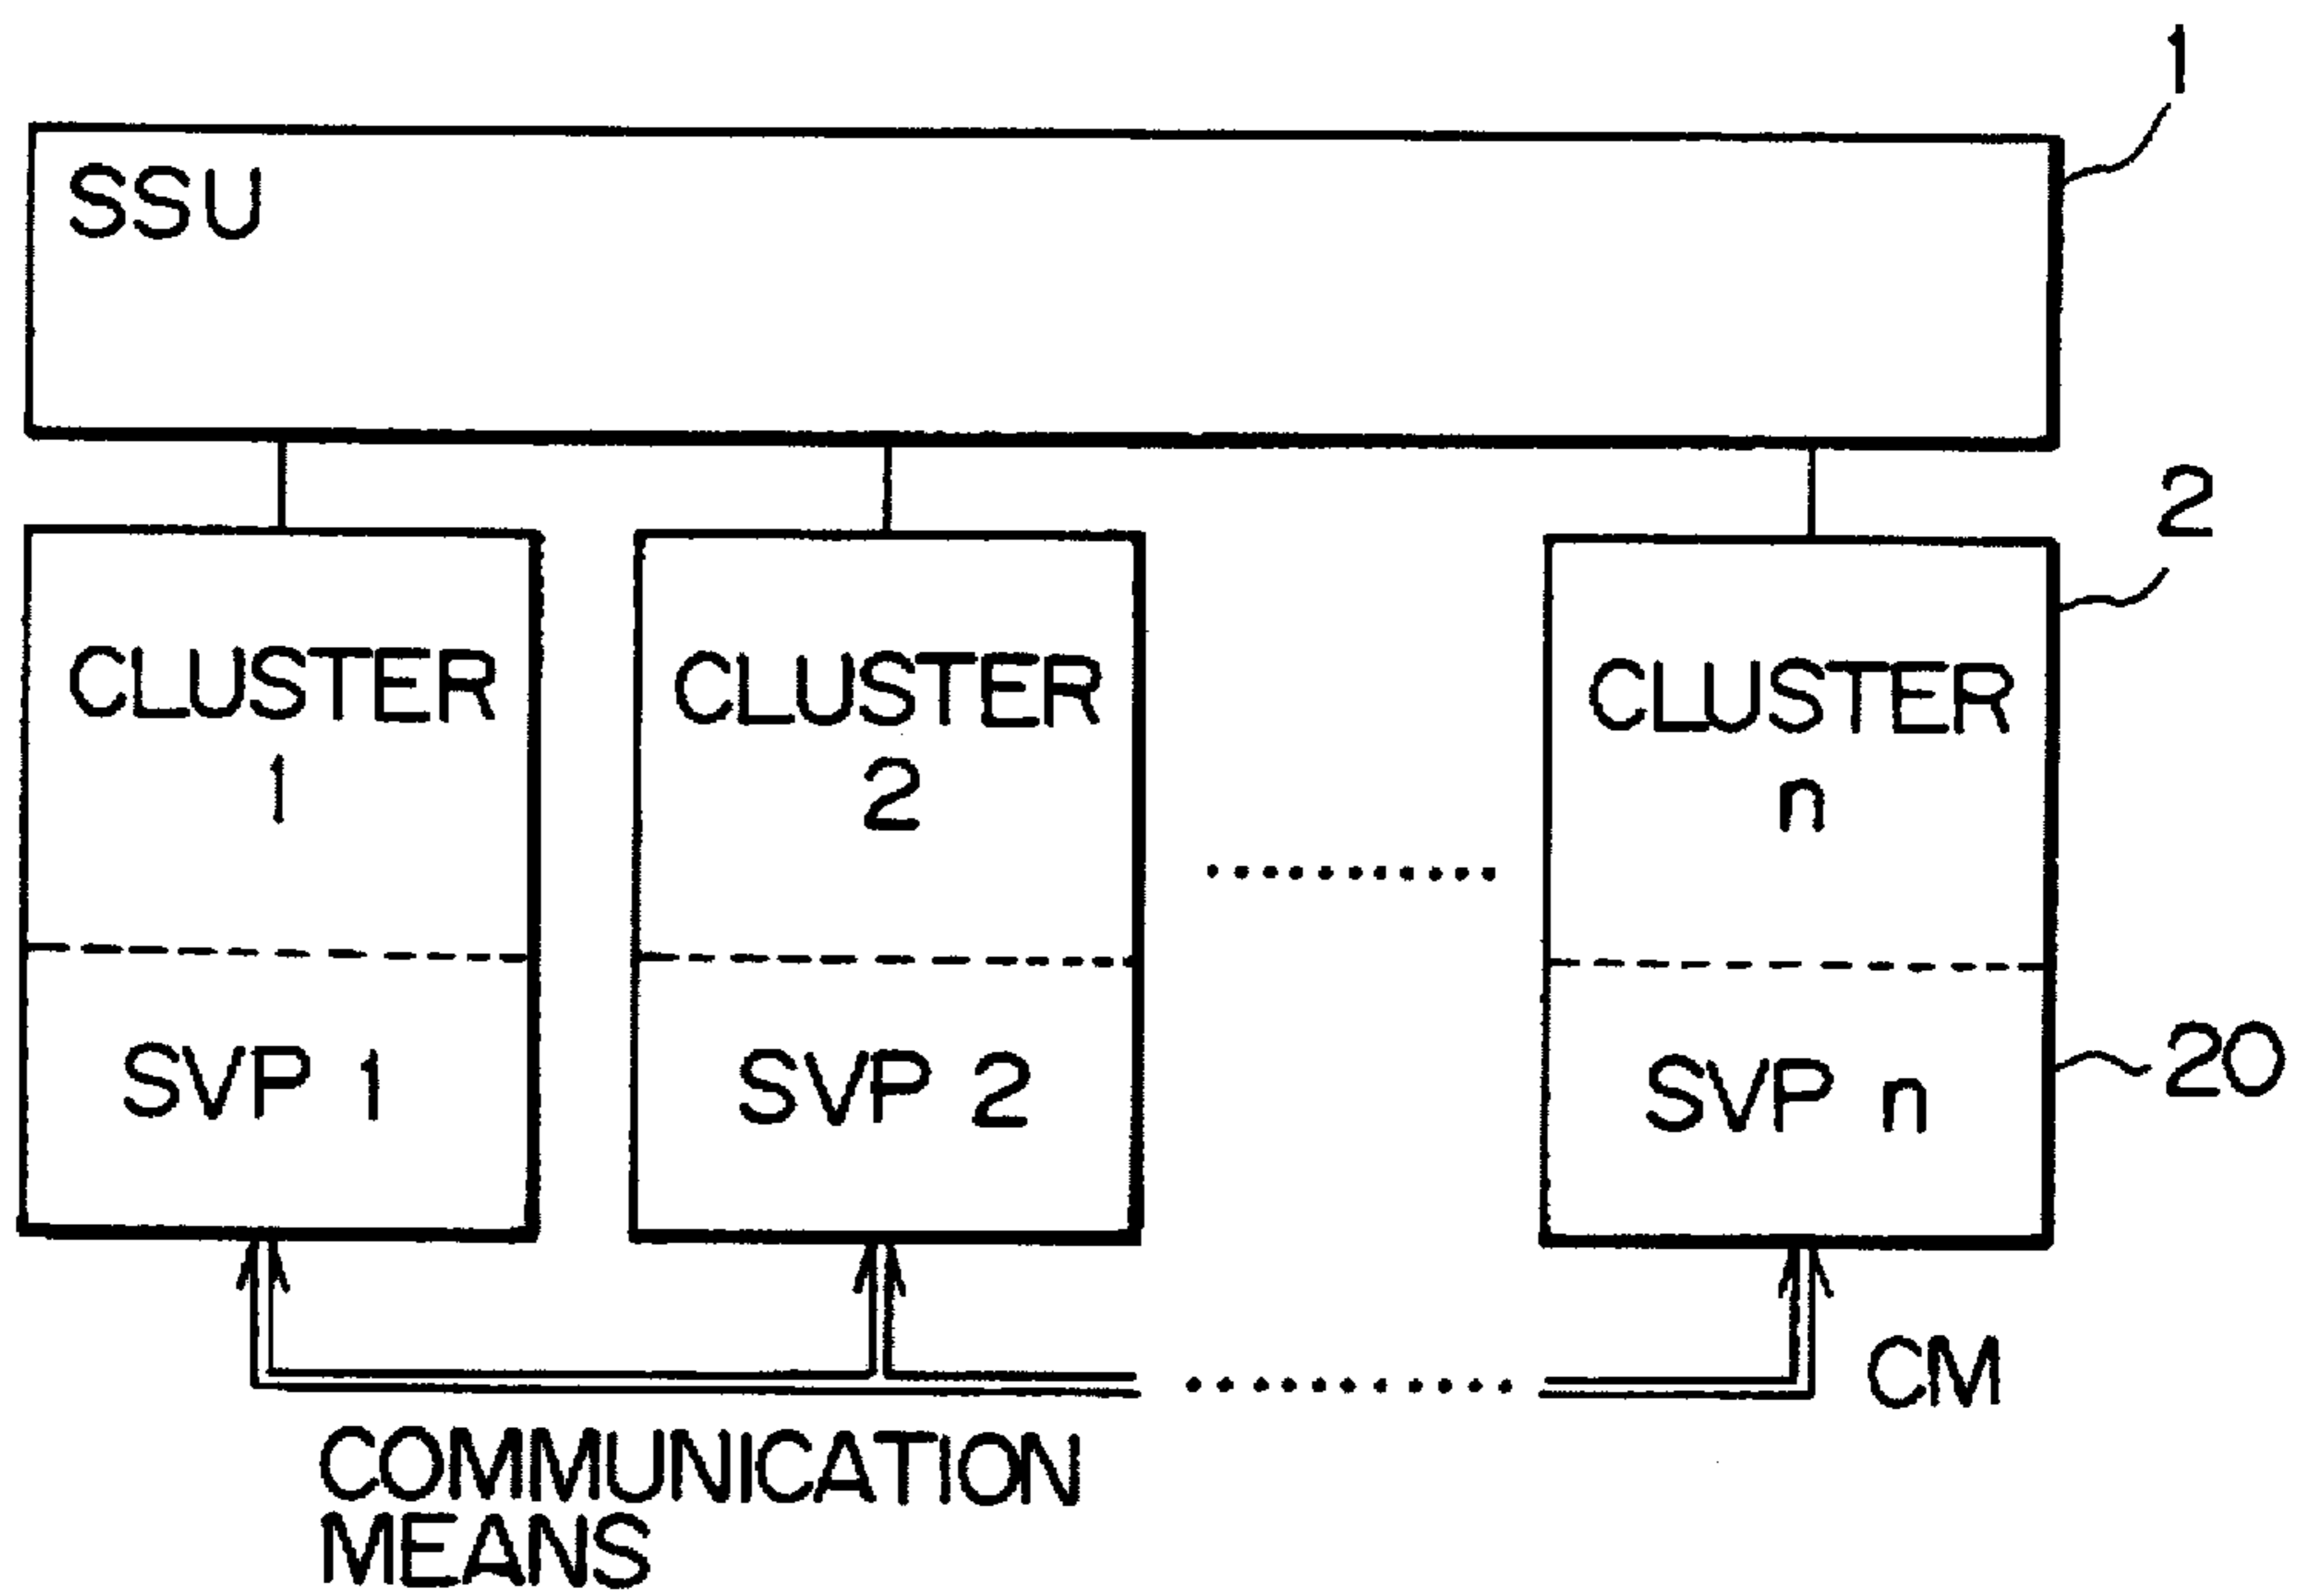 1
SSU
2
CLUSTER
1
CLUSTER
2
CLUSTER
n
SVP 1
SVP 2
SVP n
20
CM
COMMUNICATION
MEANS